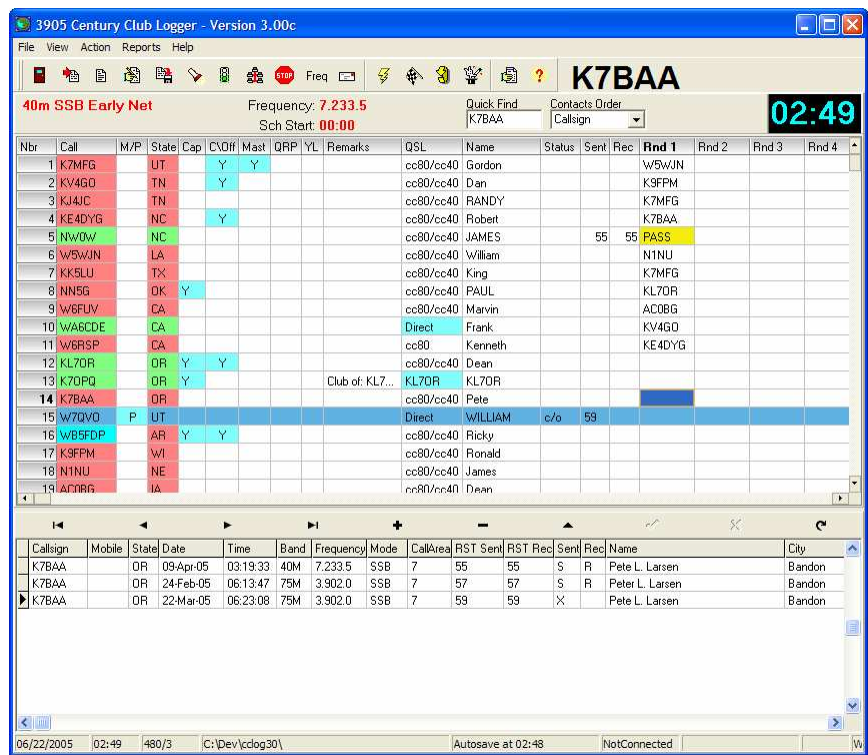 3905 Century Club Logger - Version 3.00c
File View Action Reports Help
STOP Freq ? K7BAA
40m SSB Early Net Frequency: 7.233.5 Quick Find Contacts Order 02:49
Sch Start: 00:00 K7BAA Callsign
Nbr Call M/P State Cap C\Off Mast QRP YL Remarks QSL Name Status Sent Rec Rnd 1 Rnd 2 Rnd 3 Rnd 4
1 K7MFG UT Y Y cc80/cc40 Gordon W5WJN
2 KV4GO TN Y cc80/cc40 Dan K9FPM
3 KJ4JC TN cc80/cc40 RANDY K7MFG
4 KE4DYG NC Y cc80/cc40 Robert K7BAA
5 NW0W NC cc80/cc40 JAMES 55 55 PASS
6 W5WJN LA cc80/cc40 William N1NU
7 KK5LU TX cc80/cc40 King K7MFG
8 NN5G OK Y cc80/cc40 PAUL KL7OR
9 W6FUV CA cc80/cc40 Marvin AC0BG
10 WA6CDE CA Direct Frank KV4GO
11 W6RSP CA cc80 Kenneth KE4DYG
12 KL7OR OR Y Y cc80/cc40 Dean
13 K7OPQ OR Y Club of: KL7... KL7OR KL7OR
14 K7BAA OR cc80/cc40 Pete
15 W7QVO P UT Direct WILLIAM c/o 59
16 WB5FDP AR Y Y cc80/cc40 Ricky
17 K9FPM WI cc80/cc40 Ronald
18 N1NU NE cc80/cc40 James
19 AC0BG IA cc80/cc40 Dean
Callsign Mobile State Date Time Band Frequency Mode CallArea RST Sent RST Rec Sent Rec Name City
K7BAA OR 09-Apr-05 03:19:33 40M 7.233.5 SSB 7 55 55 S R Pete L. Larsen Bandon
K7BAA OR 24-Feb-05 06:13:47 75M 3.902.0 SSB 7 57 57 S R Peter L. Larsen Bandon
K7BAA OR 22-Mar-05 06:23:08 75M 3.902.0 SSB 7 59 59 X Pete L. Larsen Bandon
06/22/2005 02:49 480/3 C:\Dev\cclog30\ Autosave at 02:48 NotConnected W